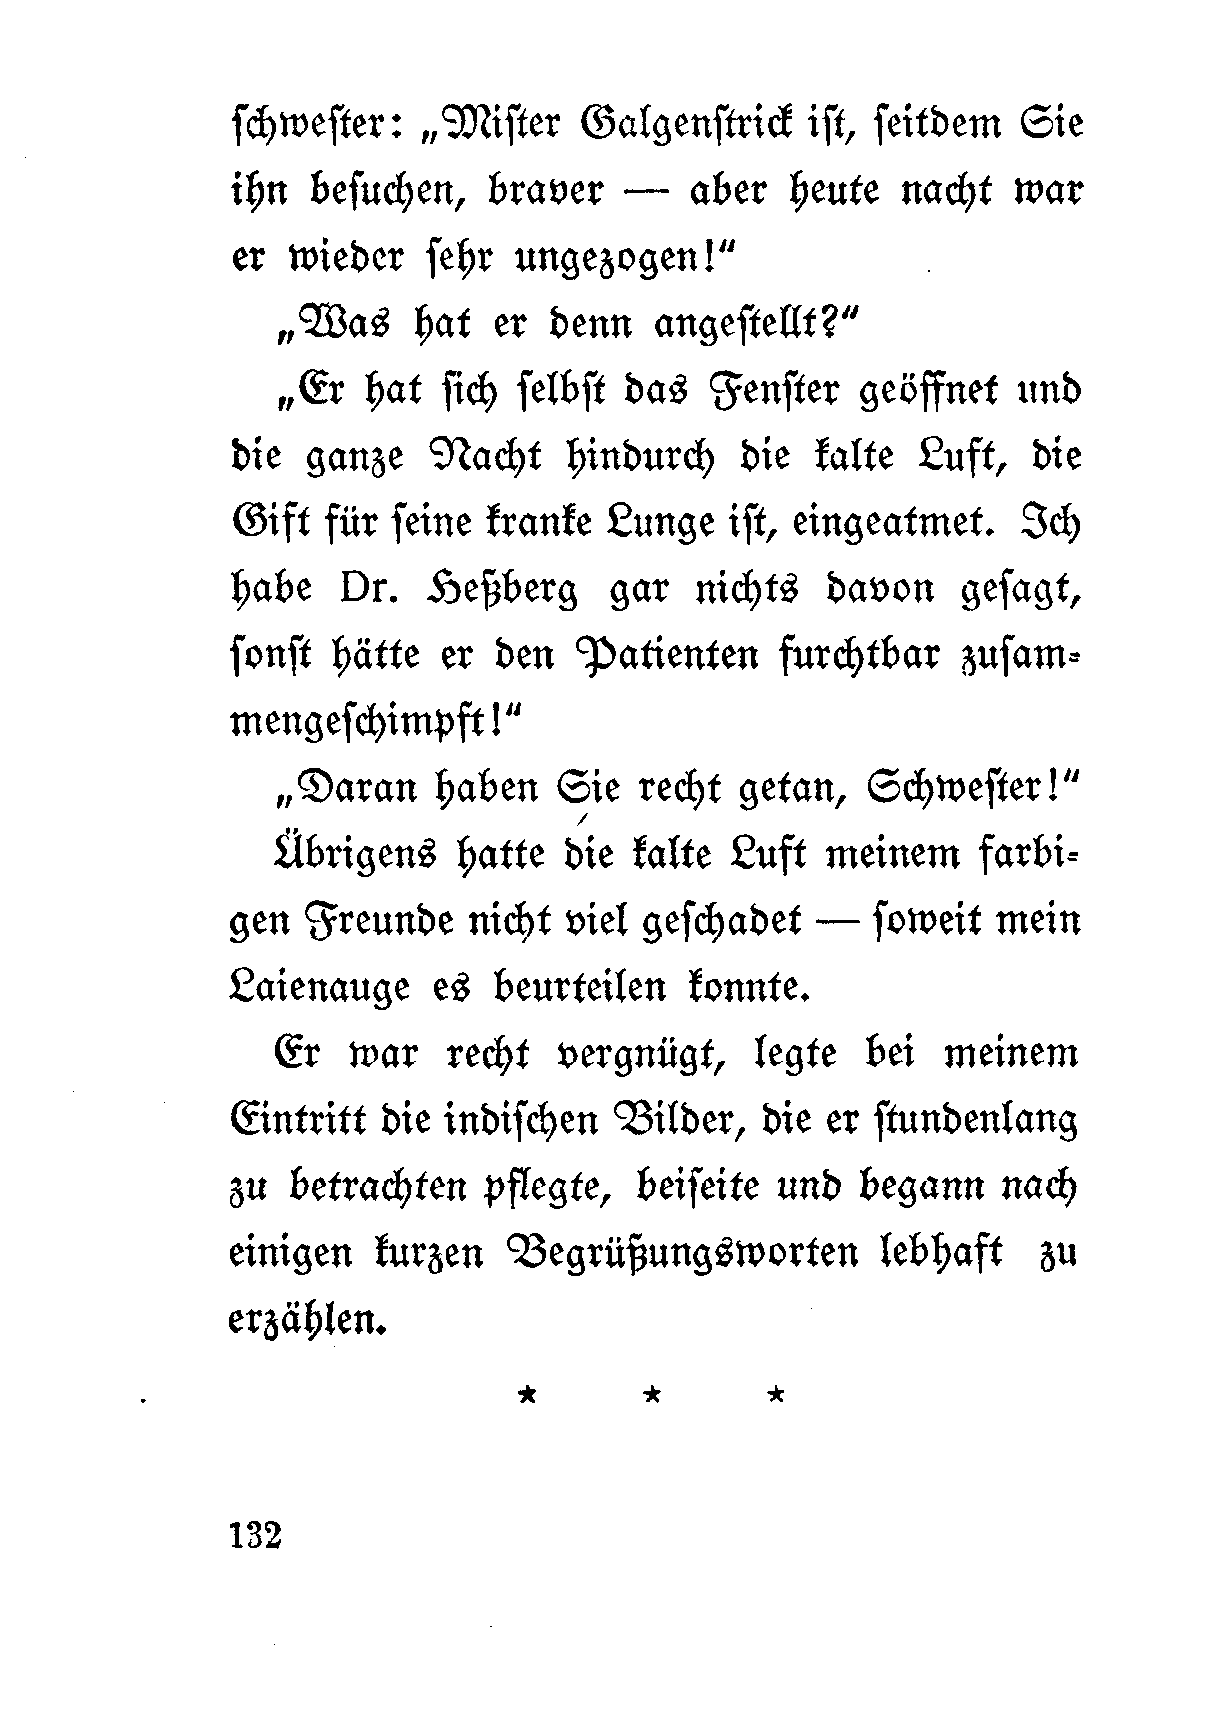 schwester: „Mister Galgenstrick ist, seitdem Sie
ihn besuchen, braver — aber heute nacht war
er wieder sehr ungezogen!“
„Was hat er denn angestellt?“
„Er hat sich selbst das Fenster geöffnet und
die ganze Nacht hindurch die kalte Luft, die
Gift für seine kranke Lunge ist, eingeatmet. Ich
habe Dr. Heßberg gar nichts davon gesagt,
sonst hätte er den Patienten furchtbar zusam-
mengeschimpft!“
„Daran haben Sie recht getan, Schwester!“
Übrigens hatte die kalte Luft meinem farbi-
gen Freunde nicht viel geschadet — soweit mein
Laienauge es beurteilen konnte.
Er war recht vergnügt, legte bei meinem
Eintritt die indischen Bilder, die er stundenlang
zu betrachten pflegte, beiseite und begann nach
einigen kurzen Begrüßungsworten lebhaft zu
erzählen.
* * *
132